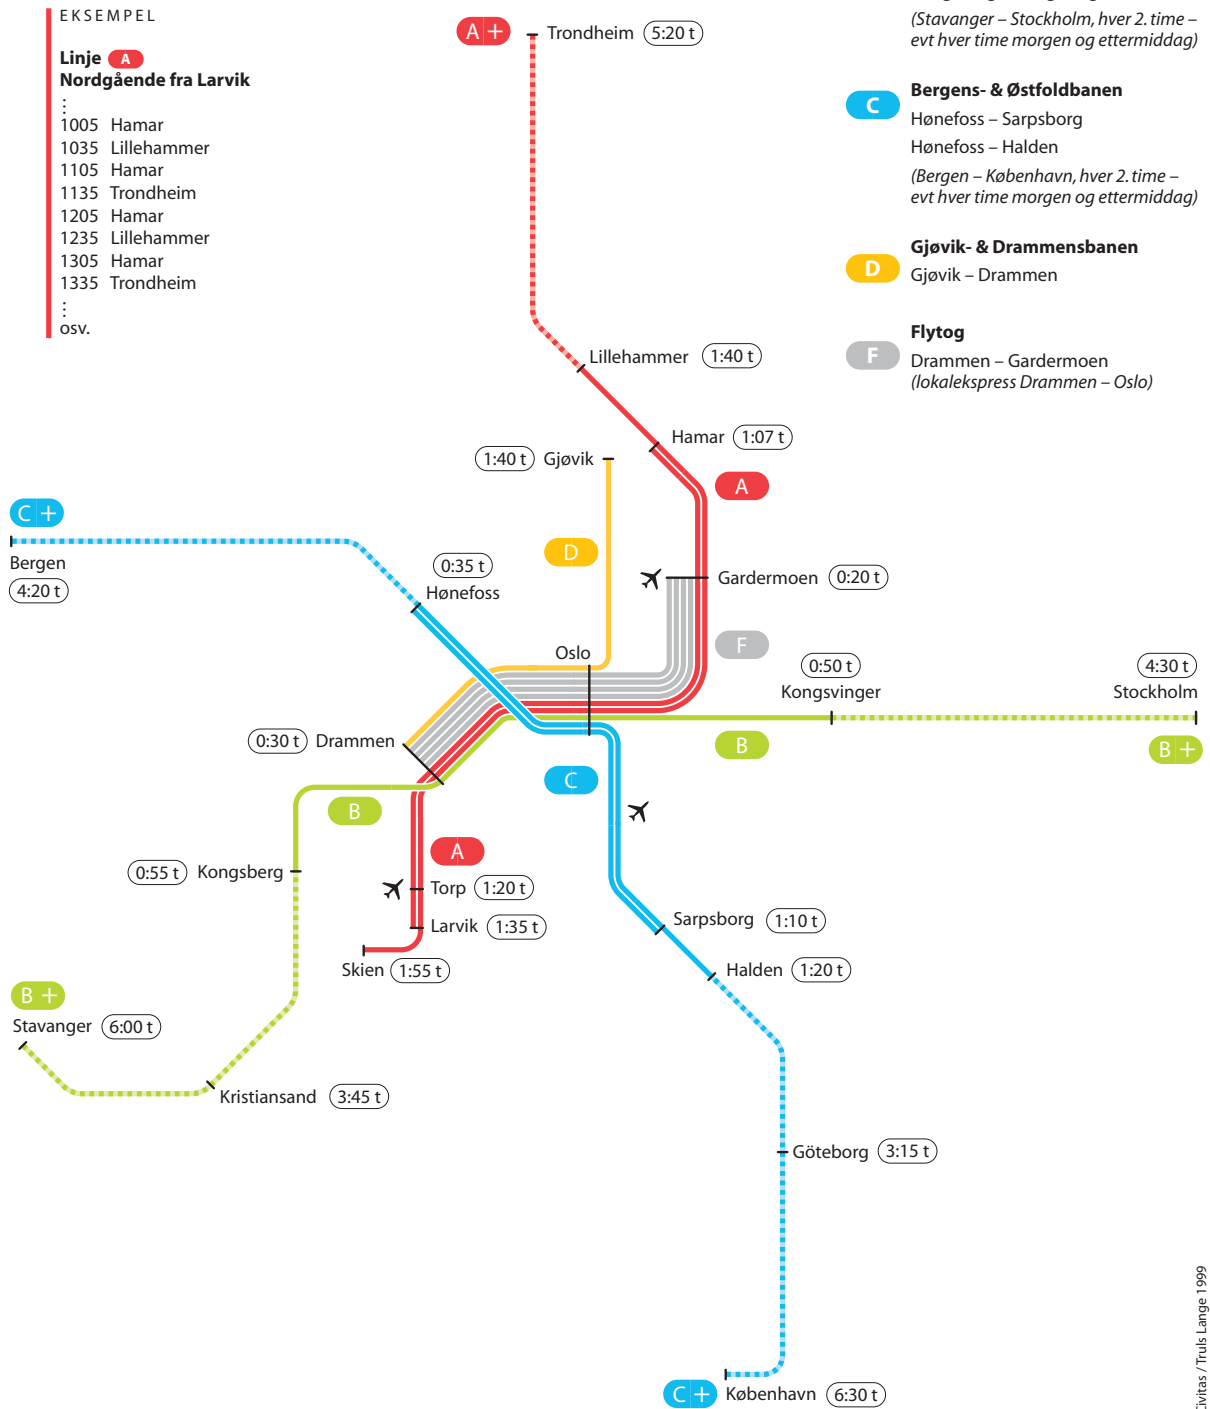 EKSEMPEL
Linje A
Nordgående fra Larvik
⋮
1005 Hamar
1035 Lillehammer
1105 Hamar
1135 Trondheim
1205 Hamar
1235 Lillehammer
1305 Hamar
1335 Trondheim
⋮
osv.
(Stavanger – Stockholm, hver 2. time –
evt hver time morgen og ettermiddag)
C
Bergens- & Østfoldbanen
Hønefoss – Sarpsborg
Hønefoss – Halden
(Bergen – København, hver 2. time –
evt hver time morgen og ettermiddag)
D
Gjøvik- & Drammensbanen
Gjøvik – Drammen
F
Flytog
Drammen – Gardermoen
(lokalekspress Drammen – Oslo)
A +
Trondheim 5:20 t
Lillehammer 1:40 t
Hamar 1:07 t
1:40 t Gjøvik
A
C +
Bergen
4:20 t
D
0:35 t
Hønefoss
Gardermoen 0:20 t
F
Oslo
0:50 t
Kongsvinger
4:30 t
Stockholm
B
B +
0:30 t Drammen
C
B
A
0:55 t Kongsberg
Torp 1:20 t
Larvik 1:35 t
Skien 1:55 t
Sarpsborg 1:10 t
Halden 1:20 t
B +
Stavanger 6:00 t
Kristiansand 3:45 t
Göteborg 3:15 t
C +
København 6:30 t
Civitas / Truls Lange 1999